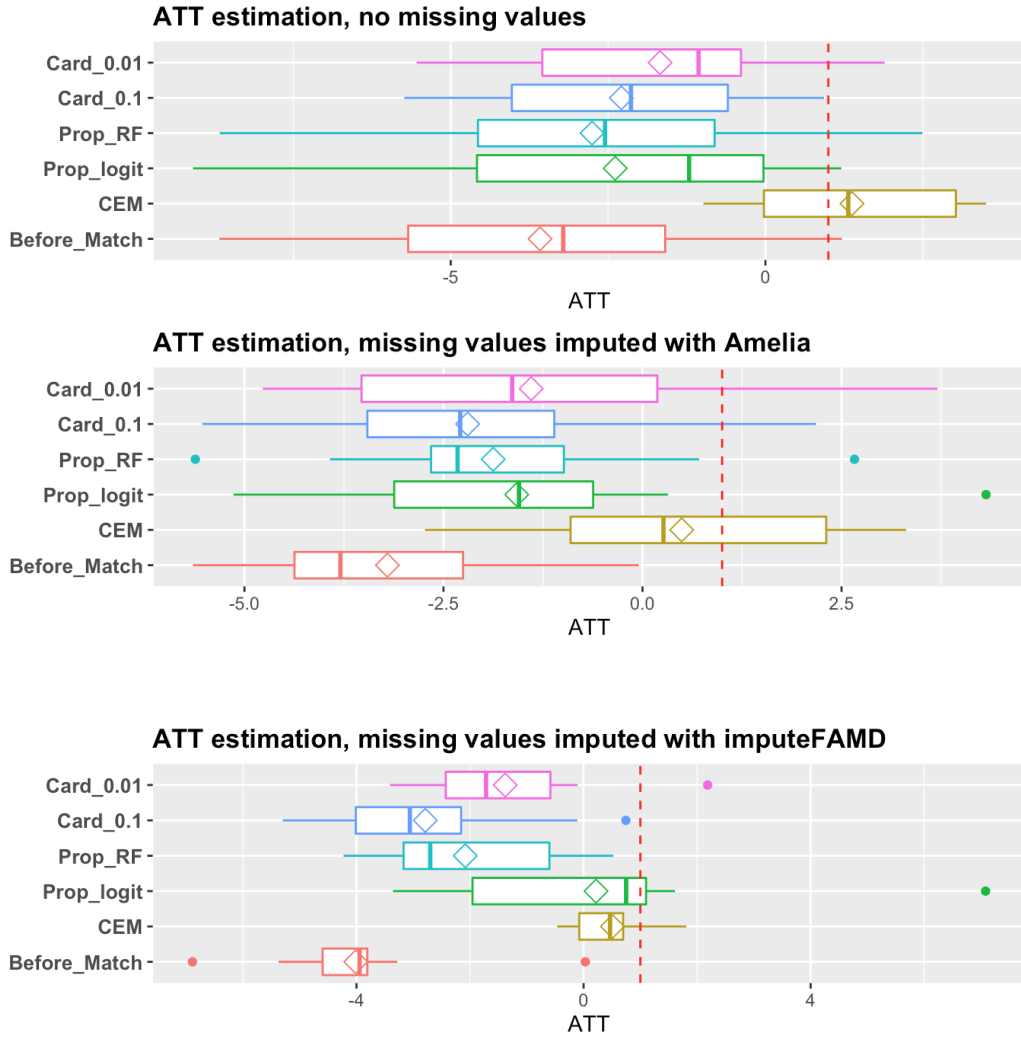 ATT estimation, no missing values
Card_0.01
Card_0.1
Prop_RF
Prop_logit
CEM
Before_Match
-5 0
ATT
ATT estimation, missing values imputed with Amelia
Card_0.01
Card_0.1
Prop_RF
Prop_logit
CEM
Before_Match
-5.0 -2.5 0.0 2.5
ATT
ATT estimation, missing values imputed with imputeFAMD
Card_0.01
Card_0.1
Prop_RF
Prop_logit
CEM
Before_Match
-4 0 4
ATT